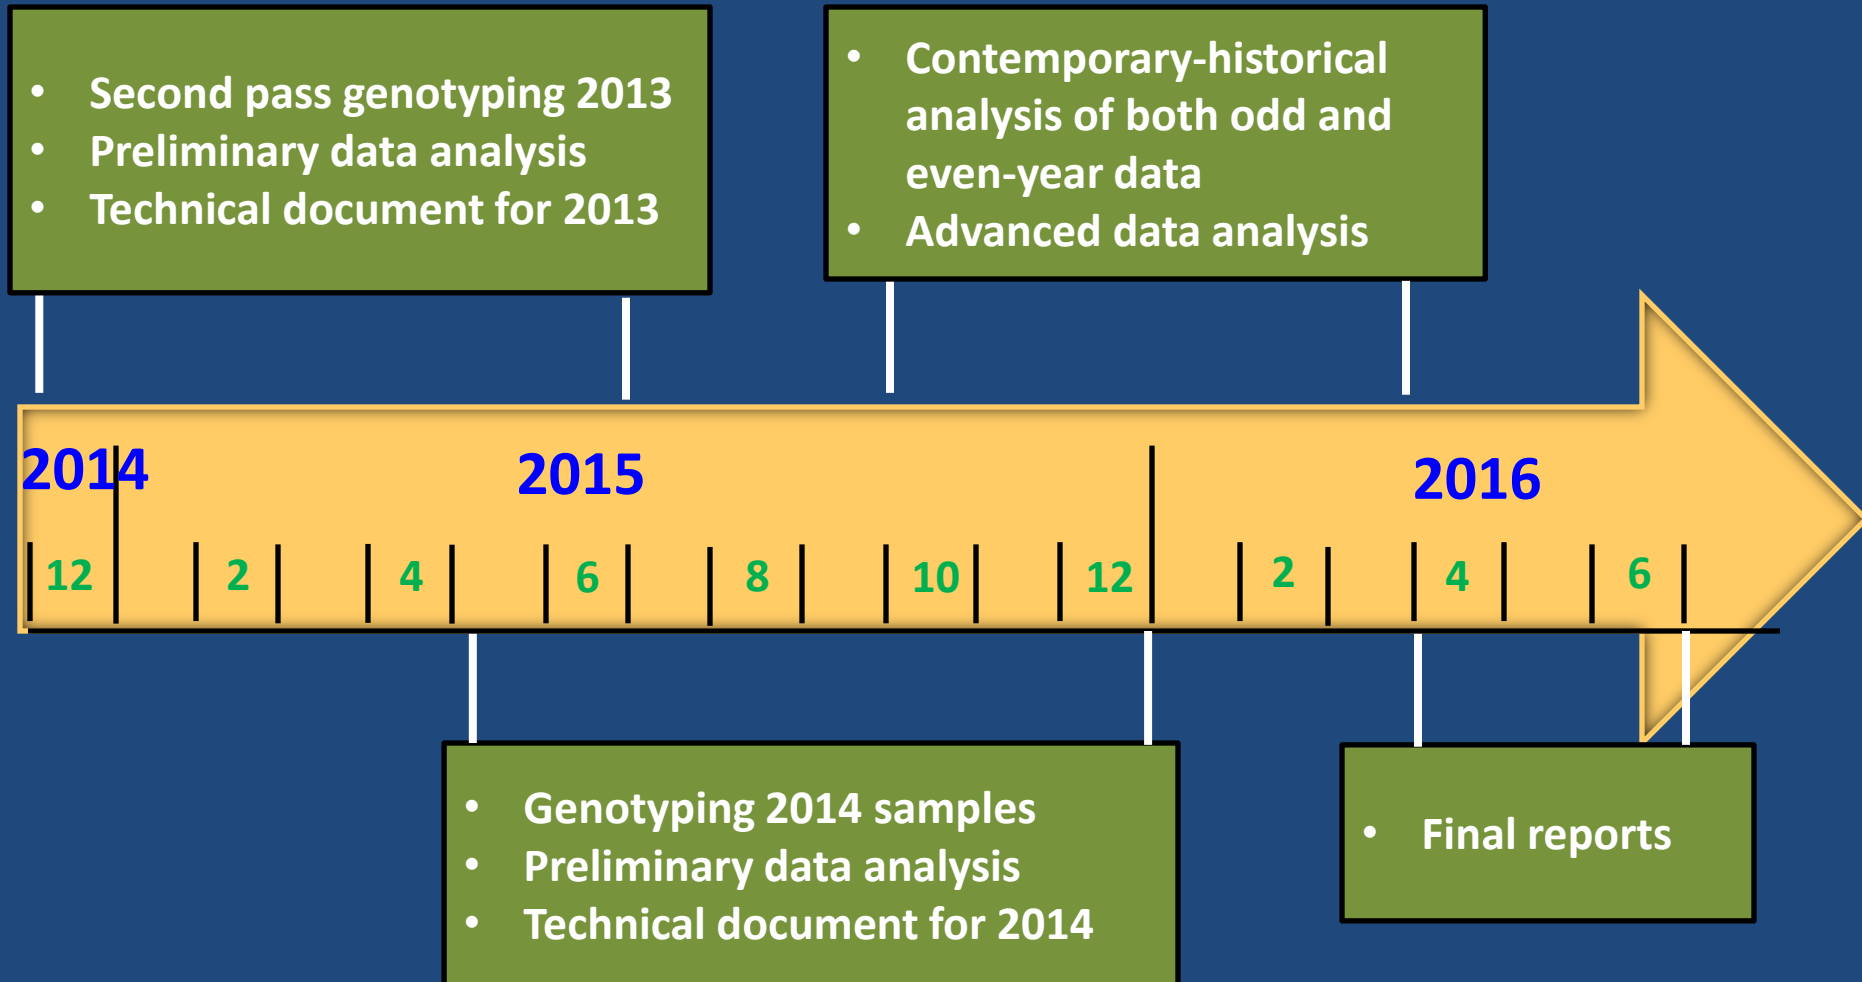 • Second pass genotyping 2013
• Preliminary data analysis
• Technical document for 2013
• Contemporary-historical
analysis of both odd and
even-year data
• Advanced data analysis
2014 2015 2016
12 2 4 6 8 10 12 2 4 6
• Genotyping 2014 samples
• Preliminary data analysis
• Technical document for 2014
• Final reports